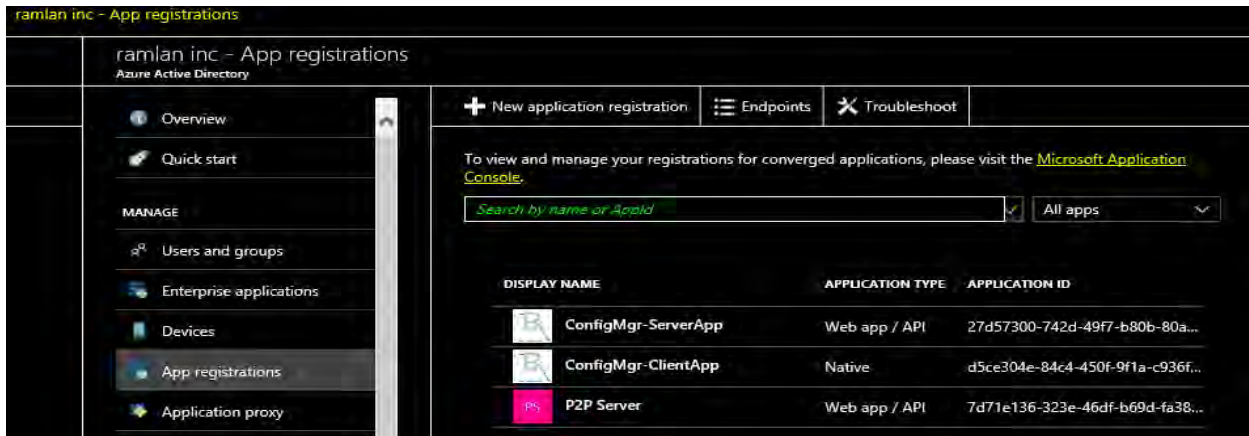 ramlan inc - App registrations
ramlan inc - App registrations
Azure Active Directory
Overview
Quick start
MANAGE
Users and groups
Enterprise applications
Devices
App registrations
Application proxy
New application registration
Endpoints
Troubleshoot
To view and manage your registrations for converged applications, please visit the Microsoft Application
Console.
Search by name or AppId
All apps
DISPLAY NAME APPLICATION TYPE APPLICATION ID
ConfigMgr-ServerApp Web app / API 27d57300-742d-49f7-b80b-80a...
ConfigMgr-ClientApp Native d5ce304e-84c4-450f-9f1a-c936f...
PS P2P Server Web app / API 7d71e136-323e-46df-b69d-fa38...